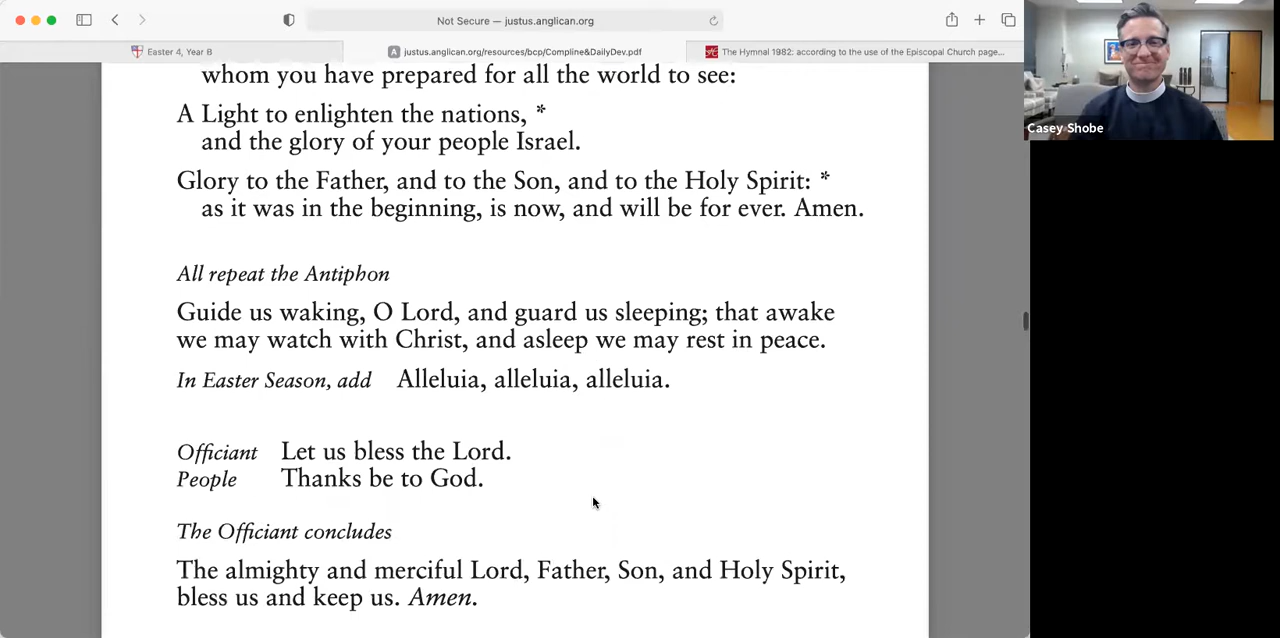 Not Secure — justus.anglican.org
Easter 4, Year B
justus.anglican.org/resources/bcp/Compline&DailyDev.pdf
The Hymnal 1982: according to the use of the Episcopal Church page...
Casey Shobe
whom you have prepared for all the world to see:
A Light to enlighten the nations, *
and the glory of your people Israel.
Glory to the Father, and to the Son, and to the Holy Spirit: *
as it was in the beginning, is now, and will be for ever. Amen.
All repeat the Antiphon
Guide us waking, O Lord, and guard us sleeping; that awake
we may watch with Christ, and asleep we may rest in peace.
In Easter Season, add Alleluia, alleluia, alleluia.
Officiant Let us bless the Lord.
People Thanks be to God.
The Officiant concludes
The almighty and merciful Lord, Father, Son, and Holy Spirit,
bless us and keep us. Amen.